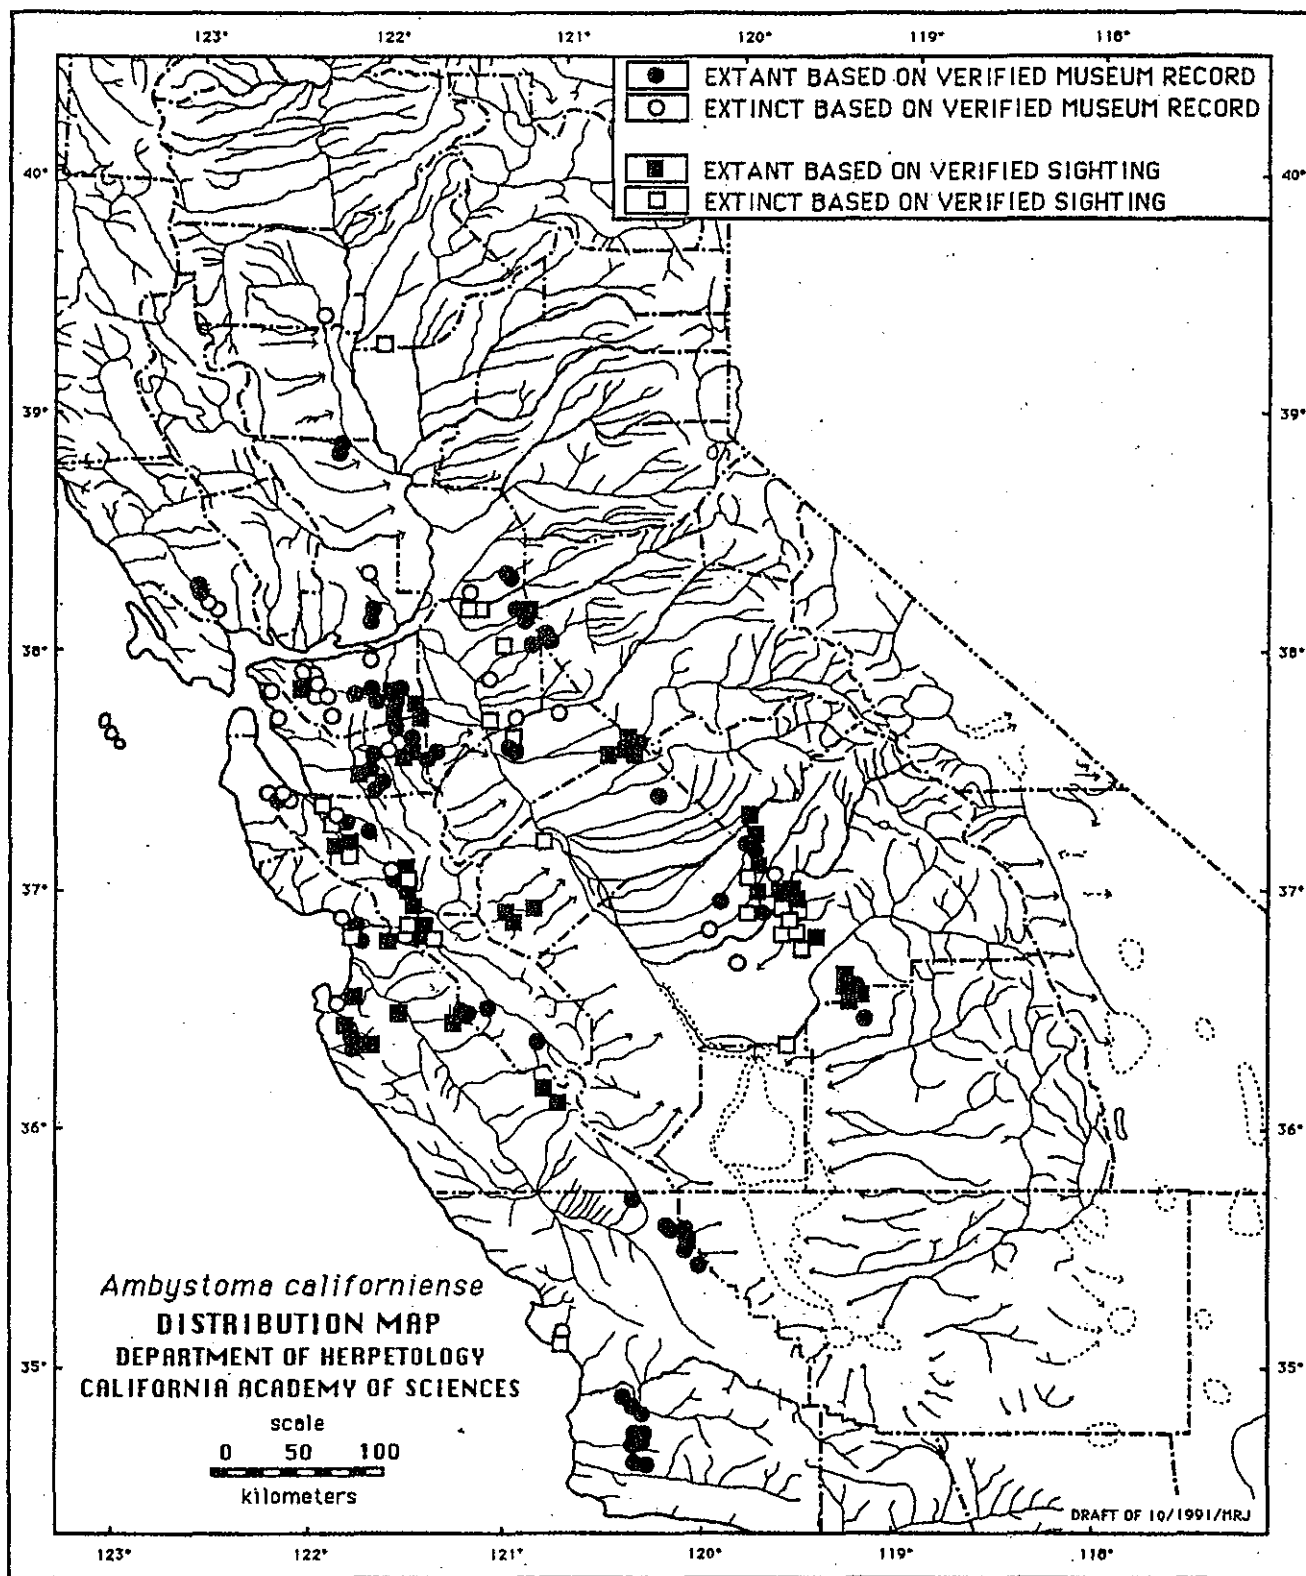 123° 122° 121° 120° 119° 118°
EXTANT BASED ON VERIFIED MUSEUM RECORD
EXTINCT BASED ON VERIFIED MUSEUM RECORD
EXTANT BASED ON VERIFIED SIGHTING
EXTINCT BASED ON VERIFIED SIGHTING
40° 40°
39° 39°
38° 38°
37° 37°
36° 36°
35° 35°
Ambystoma californiense
DISTRIBUTION MAP
DEPARTMENT OF HERPETOLOGY
CALIFORNIA ACADEMY OF SCIENCES
scale
0 50 100
kilometers
DRAFT OF 10/1991/MRJ
123° 122° 121° 120° 119° 118°